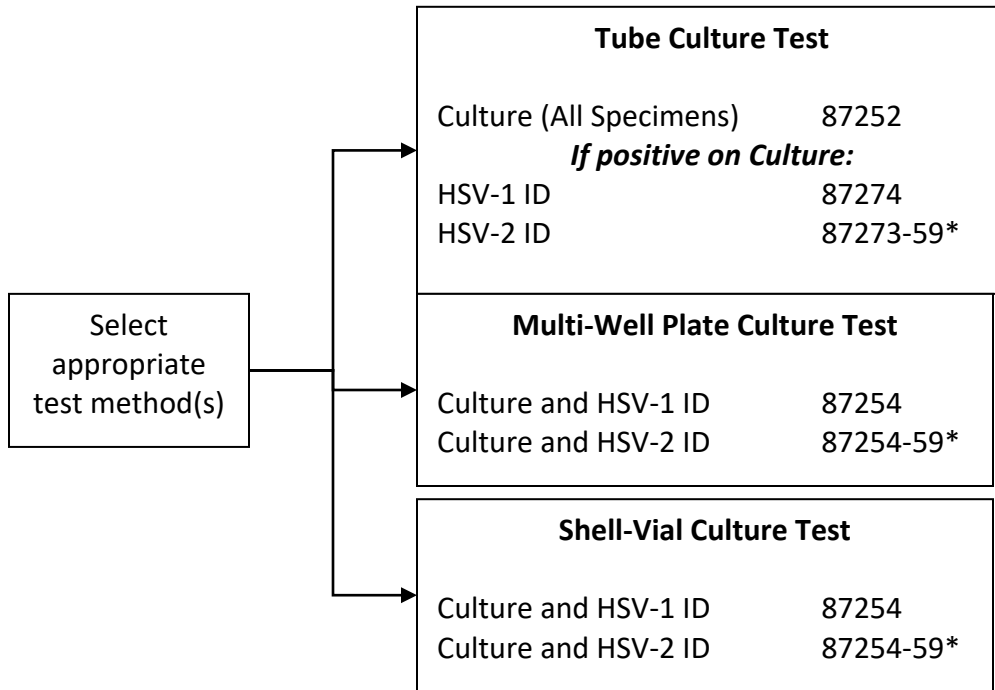 Select
appropriate
test method(s)
Tube Culture Test
Culture (All Specimens) 87252
If positive on Culture:
HSV-1 ID 87274
HSV-2 ID 87273-59*
Multi-Well Plate Culture Test
Culture and HSV-1 ID 87254
Culture and HSV-2 ID 87254-59*
Shell-Vial Culture Test
Culture and HSV-1 ID 87254
Culture and HSV-2 ID 87254-59*